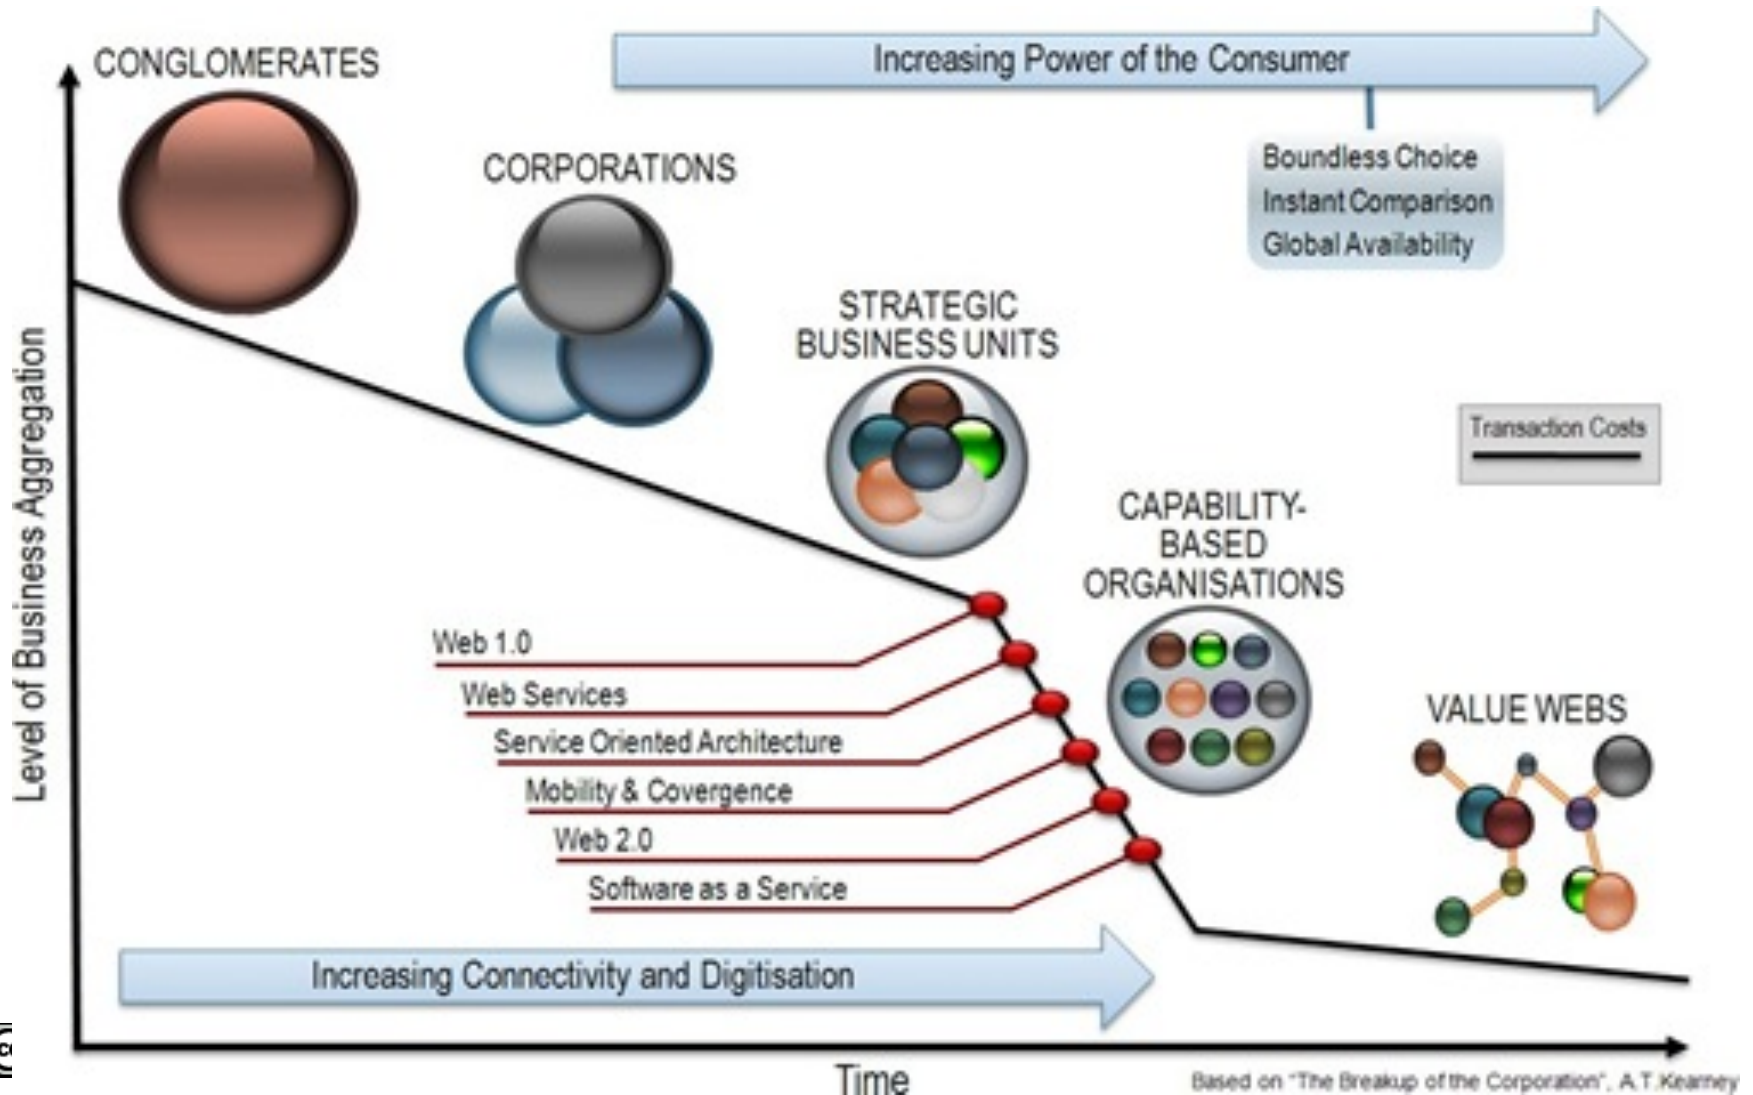 CONGLOMERATES
Increasing Power of the Consumer
Boundless Choice
Instant Comparison
Global Availability
CORPORATIONS
STRATEGIC
BUSINESS UNITS
Transaction Costs
CAPABILITY-
BASED
ORGANISATIONS
VALUE WEBS
Level of Business Aggregation
Web 1.0
Web Services
Service Oriented Architecture
Mobility & Covergence
Web 2.0
Software as a Service
Increasing Connectivity and Digitisation
Time
Based on "The Breakup of the Corporation", A.T.Kearney